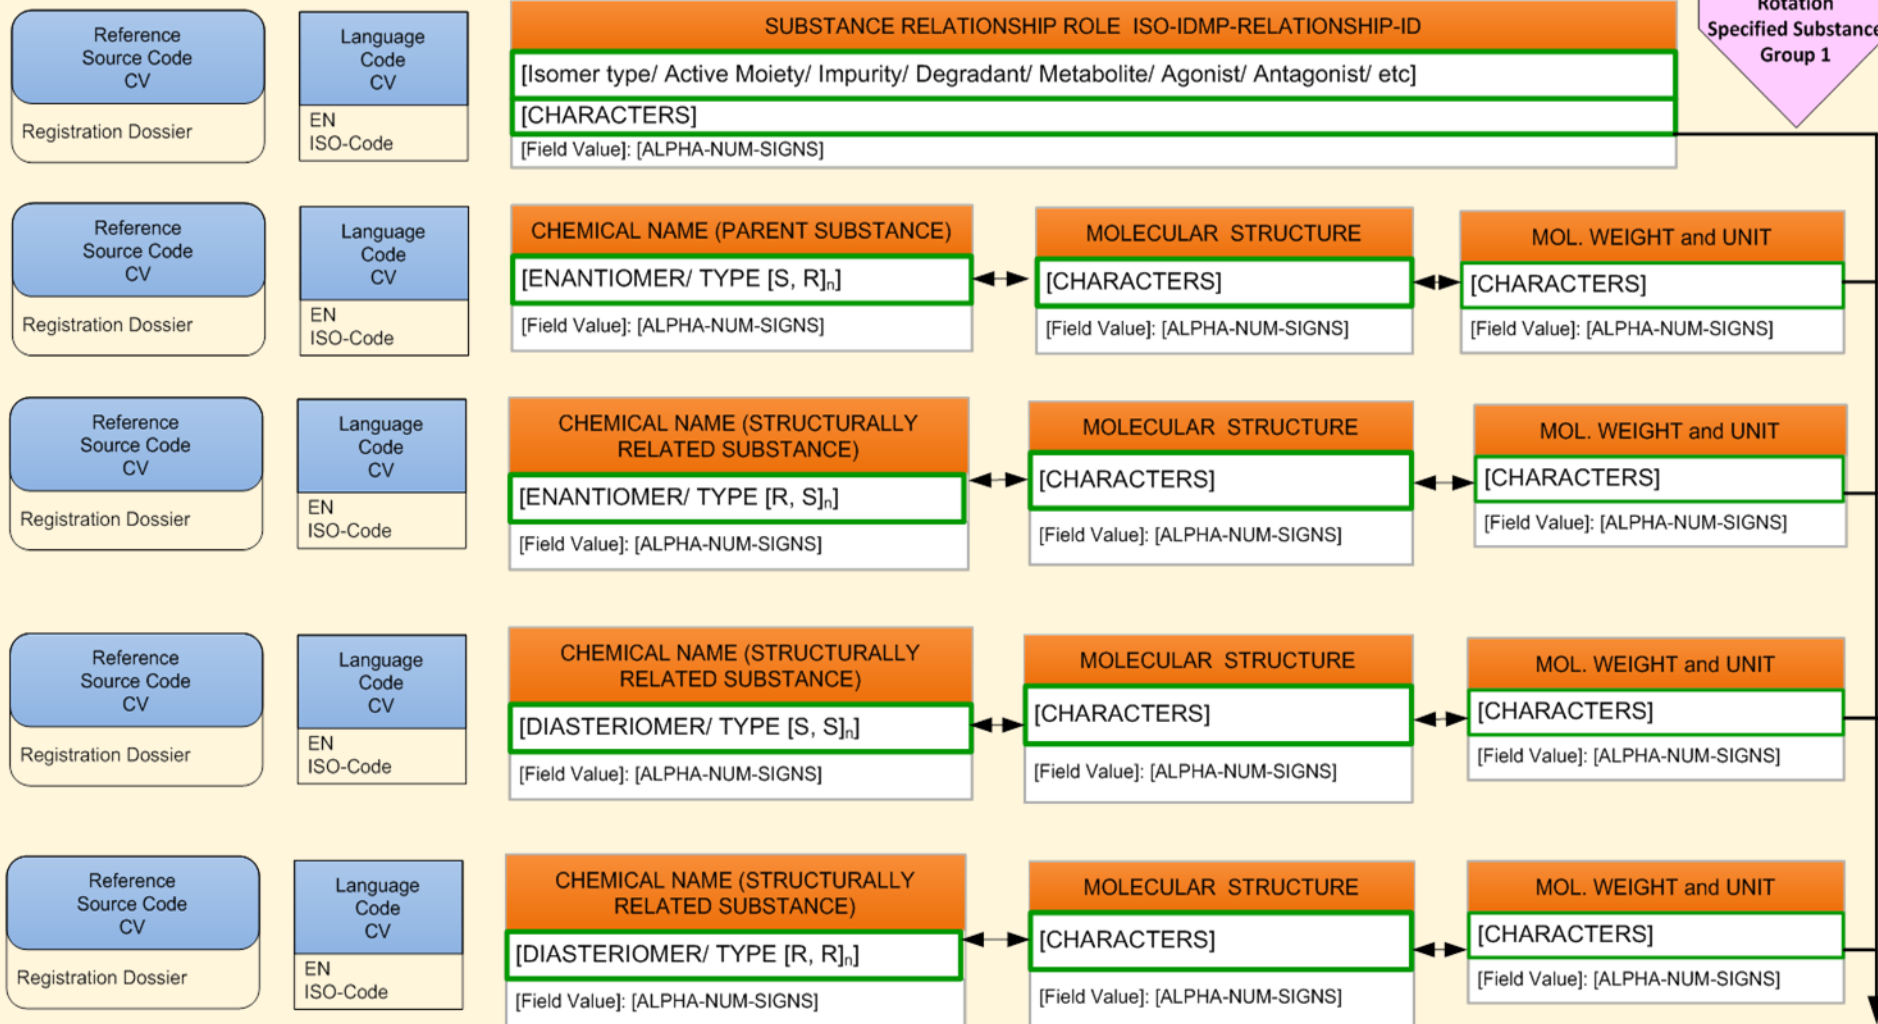 Reference
Source Code
CV
Registration Dossier
Language
Code
CV
EN
ISO-Code
SUBSTANCE RELATIONSHIP ROLE ISO-IDMP-RELATIONSHIP-ID
[Isomer type/ Active Moiety/ Impurity/ Degradant/ Metabolite/ Agonist/ Antagonist/ etc]
[CHARACTERS]
[Field Value]: [ALPHA-NUM-SIGNS]
Rotation
Specified Substance
Group 1
Reference
Source Code
CV
Registration Dossier
Language
Code
CV
EN
ISO-Code
CHEMICAL NAME (PARENT SUBSTANCE)
[ENANTIOMER/ TYPE [S, R]n]
[Field Value]: [ALPHA-NUM-SIGNS]
MOLECULAR STRUCTURE
[CHARACTERS]
[Field Value]: [ALPHA-NUM-SIGNS]
MOL. WEIGHT and UNIT
[CHARACTERS]
[Field Value]: [ALPHA-NUM-SIGNS]
Reference
Source Code
CV
Registration Dossier
Language
Code
CV
EN
ISO-Code
CHEMICAL NAME (STRUCTURALLY
RELATED SUBSTANCE)
[ENANTIOMER/ TYPE [R, S]n]
[Field Value]: [ALPHA-NUM-SIGNS]
MOLECULAR STRUCTURE
[CHARACTERS]
[Field Value]: [ALPHA-NUM-SIGNS]
MOL. WEIGHT and UNIT
[CHARACTERS]
[Field Value]: [ALPHA-NUM-SIGNS]
Reference
Source Code
CV
Registration Dossier
Language
Code
CV
EN
ISO-Code
CHEMICAL NAME (STRUCTURALLY
RELATED SUBSTANCE)
[DIASTERIOMER/ TYPE [S, S]n]
[Field Value]: [ALPHA-NUM-SIGNS]
MOLECULAR STRUCTURE
[CHARACTERS]
[Field Value]: [ALPHA-NUM-SIGNS]
MOL. WEIGHT and UNIT
[CHARACTERS]
[Field Value]: [ALPHA-NUM-SIGNS]
Reference
Source Code
CV
Registration Dossier
Language
Code
CV
EN
ISO-Code
CHEMICAL NAME (STRUCTURALLY
RELATED SUBSTANCE)
[DIASTERIOMER/ TYPE [R, R]n]
[Field Value]: [ALPHA-NUM-SIGNS]
MOLECULAR STRUCTURE
[CHARACTERS]
[Field Value]: [ALPHA-NUM-SIGNS]
MOL. WEIGHT and UNIT
[CHARACTERS]
[Field Value]: [ALPHA-NUM-SIGNS]